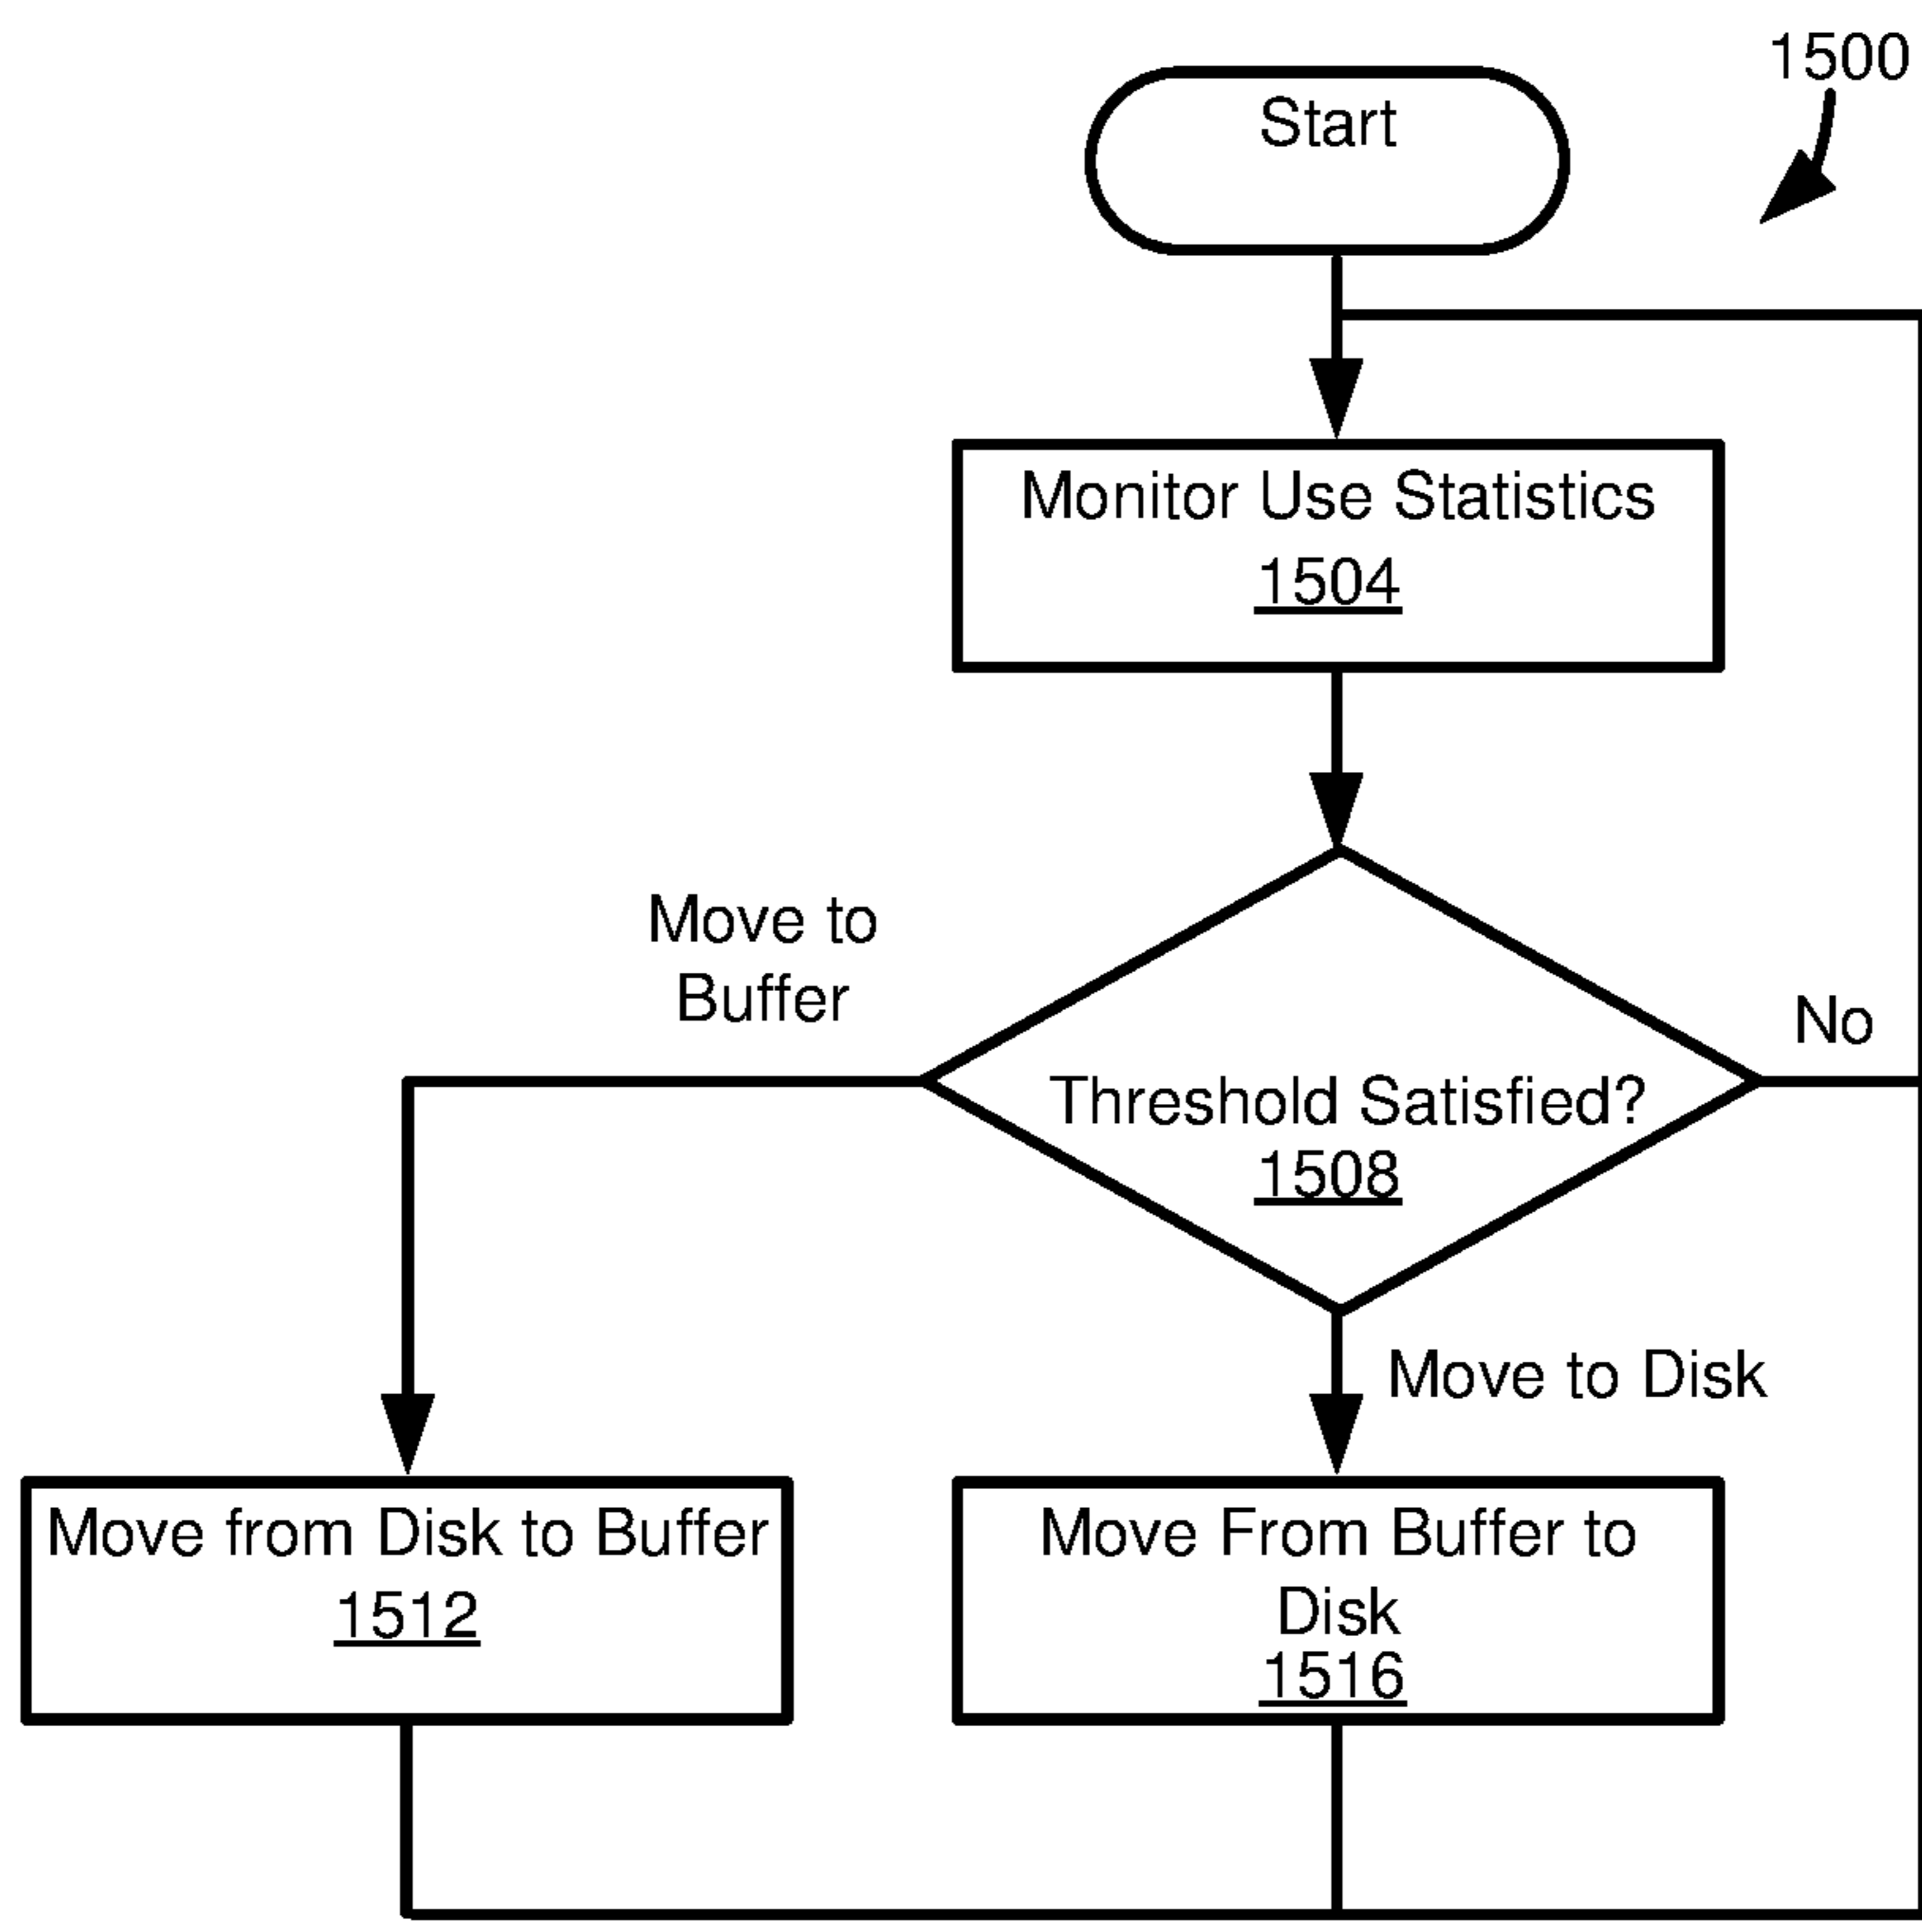 1500
Start
Monitor Use Statistics
1504
Move to
Buffer
No
Threshold Satisfied?
1508
Move to Disk
Move from Disk to Buffer
1512
Move From Buffer to
Disk
1516